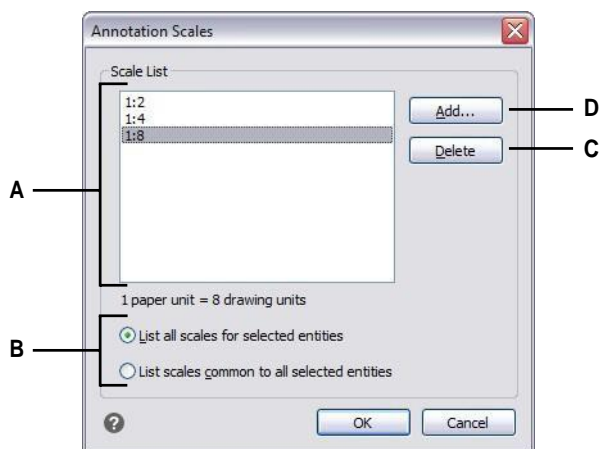 Annotation Scales
Scale List
1:2
1:4
1:8
Add...
D
Delete
C
A
1 paper unit = 8 drawing units
B
List all scales for selected entities
List scales common to all selected entities
?
OK
Cancel